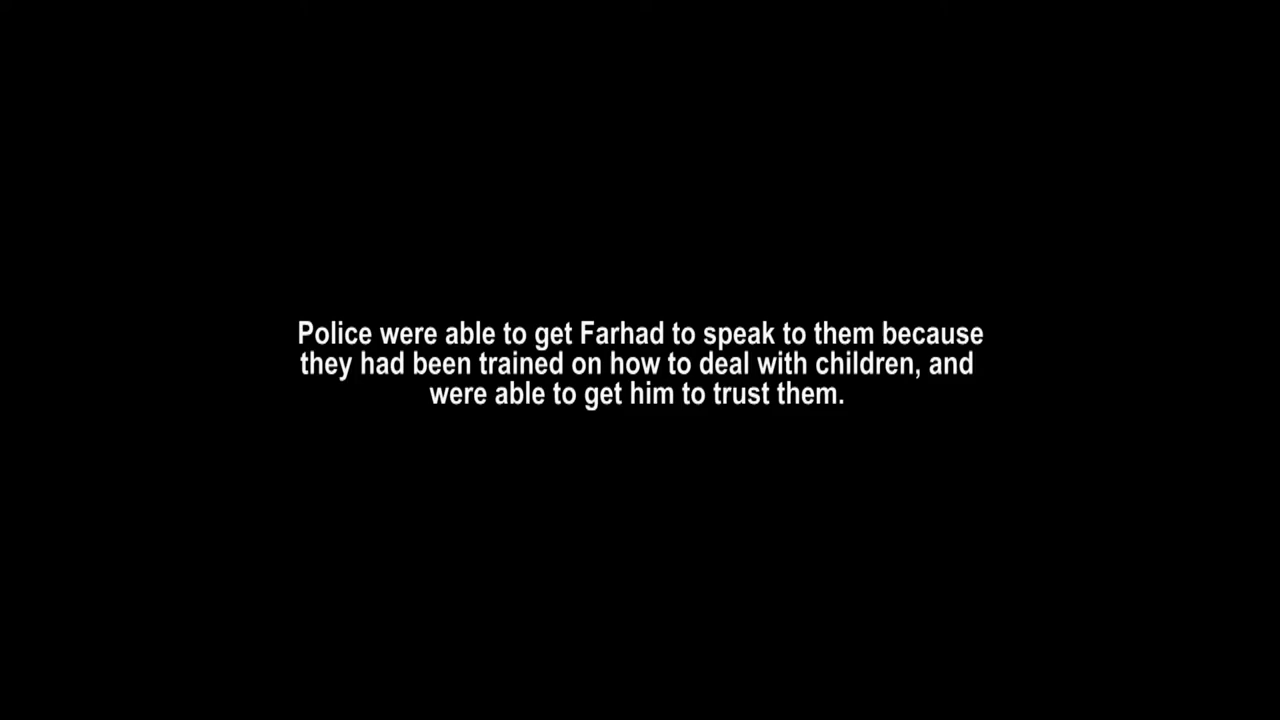 Police were able to get Farhad to speak to them because
they had been trained on how to deal with children, and
were able to get him to trust them.